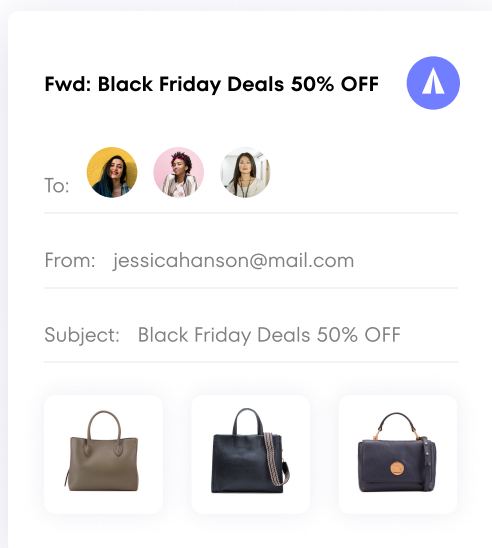 Fwd: Black Friday Deals 50% OFF
To:
From: jessicahanson@mail.com
Subject: Black Friday Deals 50% OFF